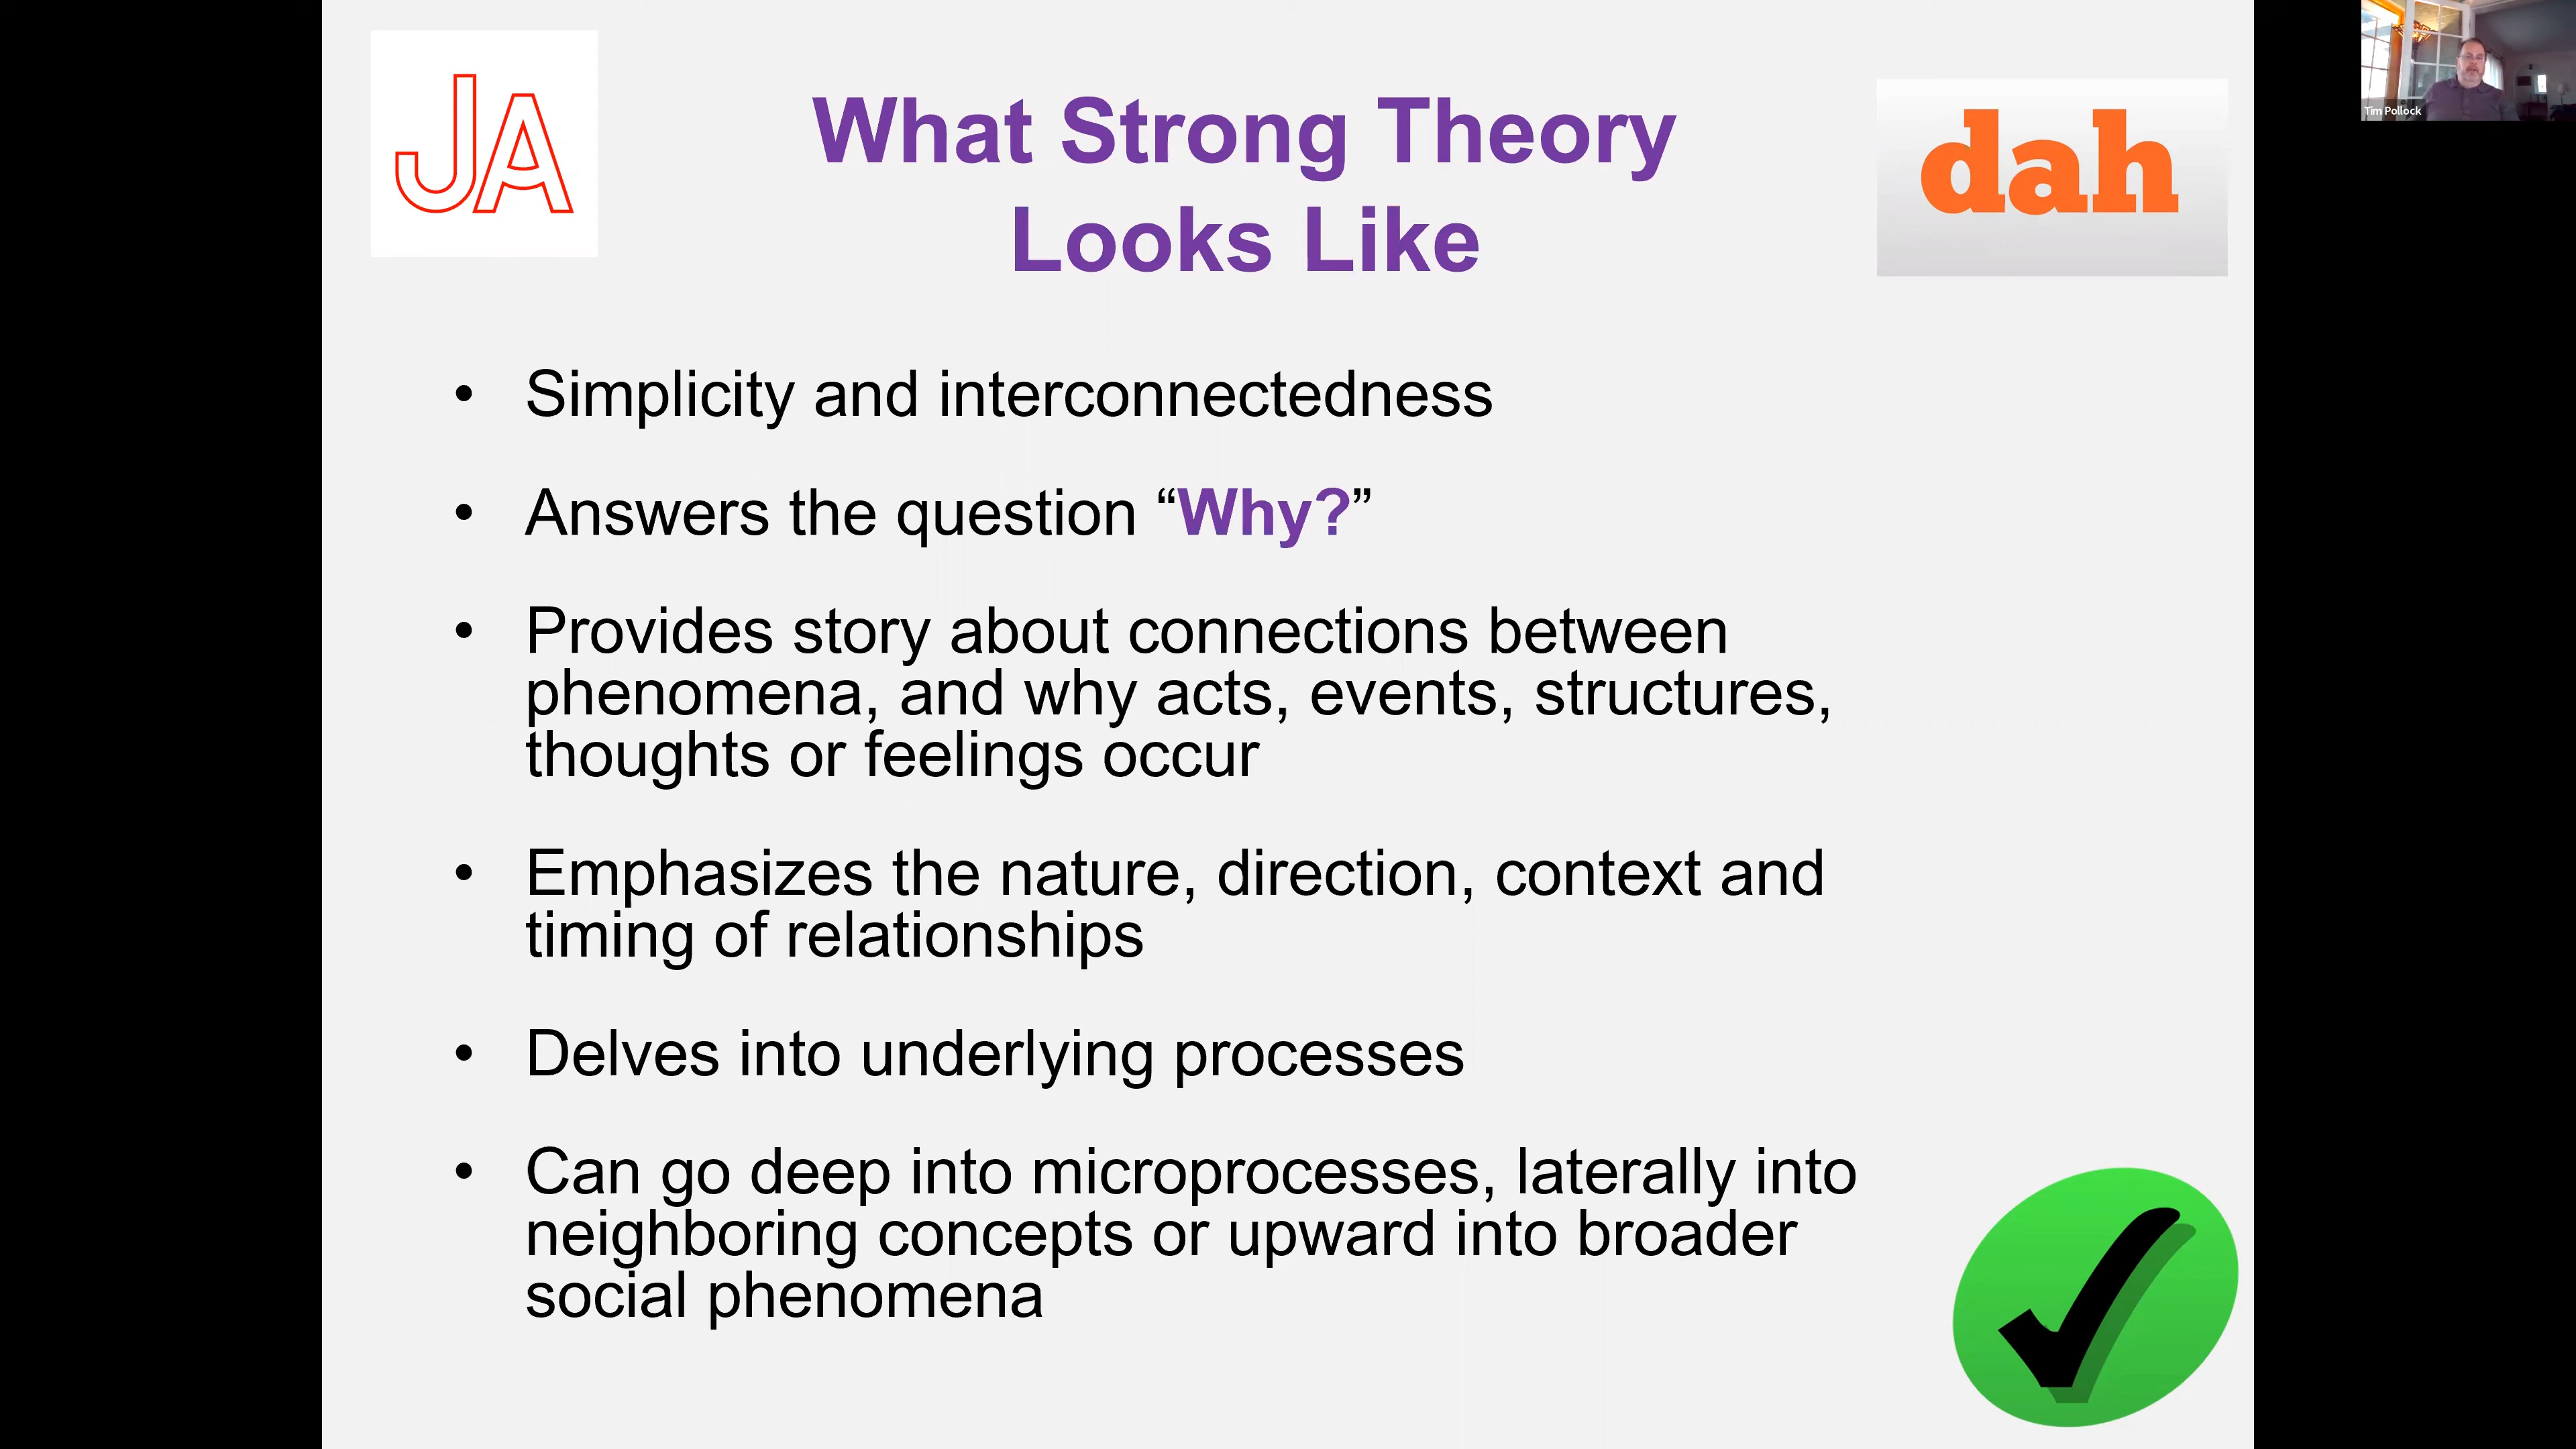 JA
What Strong Theory
Looks Like
dah
Tim Pollock
• Simplicity and interconnectedness
• Answers the question “Why?”
• Provides story about connections between
phenomena, and why acts, events, structures,
thoughts or feelings occur
• Emphasizes the nature, direction, context and
timing of relationships
• Delves into underlying processes
• Can go deep into microprocesses, laterally into
neighboring concepts or upward into broader
social phenomena